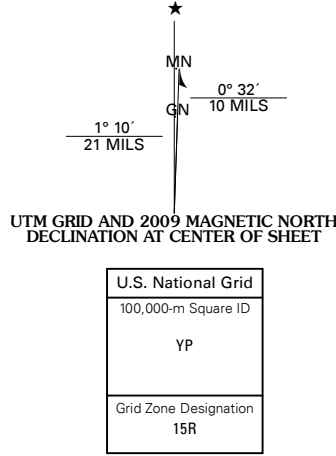 ★
MN
0° 32´
10 MILS
GN
1° 10´
21 MILS
UTM GRID AND 2009 MAGNETIC NORTH
DECLINATION AT CENTER OF SHEET
U.S. National Grid
100,000-m Square ID
YP
Grid Zone Designation
15R